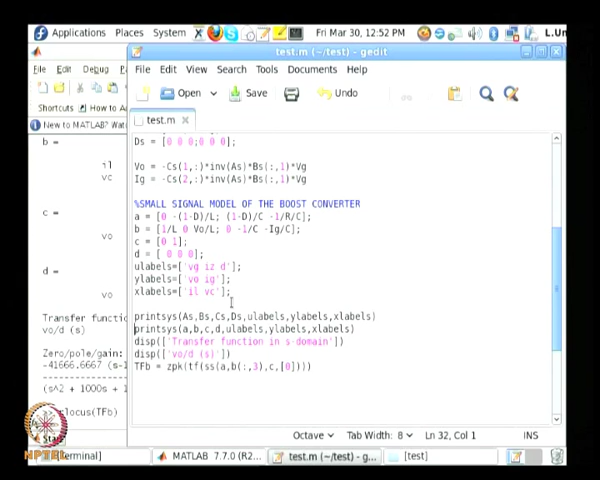 Applications Places System Fri Mar 30, 12:52 PM L.Un
test.m (~/test) - gedit
File Edit Debug
File Edit View Search Tools Documents Help
Open Save Undo
Shortcuts How to A
test.m
New to MATLAB? Wat
b =
il
vc
c =
vo
d =
vo
Transfer functi
vo/d (s)
Zero/pole/gain:
-41666.6667 (s-1
(s^2 + 1000s +
locus(TFb)
Start
Ds = [0 0 0;0 0 0];
Vo = -Cs(1,:)*inv(As)*Bs(:,1)*Vg
Ig = -Cs(2,:)*inv(As)*Bs(:,1)*Vg
%SMALL SIGNAL MODEL OF THE BOOST CONVERTER
a = [0 -(1-D)/L; (1-D)/C -1/R/C];
b = [1/L 0 Vo/L; 0 -1/C -Ig/C];
c = [0 1];
d = [ 0 0 0];
ulabels=['vg iz d'];
ylabels=['vo ig'];
xlabels=['il vc'];
printsys(As,Bs,Cs,Ds,ulabels,ylabels,xlabels)
printsys(a,b,c,d,ulabels,ylabels,xlabels)
disp(['Transfer function in s-domain'])
disp(['vo/d (s)'])
TFb = zpk(tf(ss(a,b(:,3),c,[0])))
Octave Tab Width: 8 Ln 32, Col 1 INS
NPTEL
[Terminal] MATLAB 7.7.0 (R2... test.m (~/test) - g... [test]